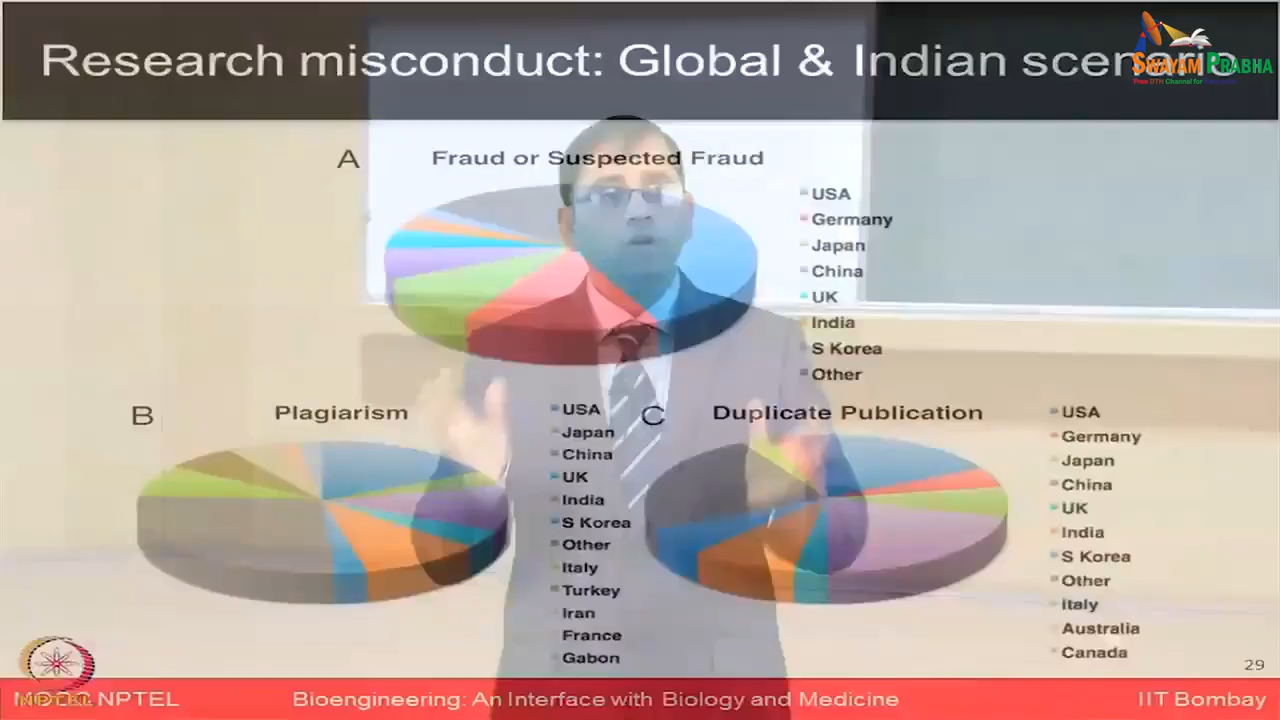 Research misconduct: Global & Indian scenario
SWAYAM PRABHA
A
Fraud or Suspected Fraud
USA
Germany
Japan
China
UK
India
S Korea
Other
B
Plagiarism
USA
Japan
China
UK
India
S Korea
Other
Italy
Turkey
Iran
France
Gabon
C
Duplicate Publication
USA
Germany
Japan
China
UK
India
S Korea
Other
Italy
Australia
Canada
29
NPTEL
Bioengineering: An Interface with Biology and Medicine
IIT Bombay